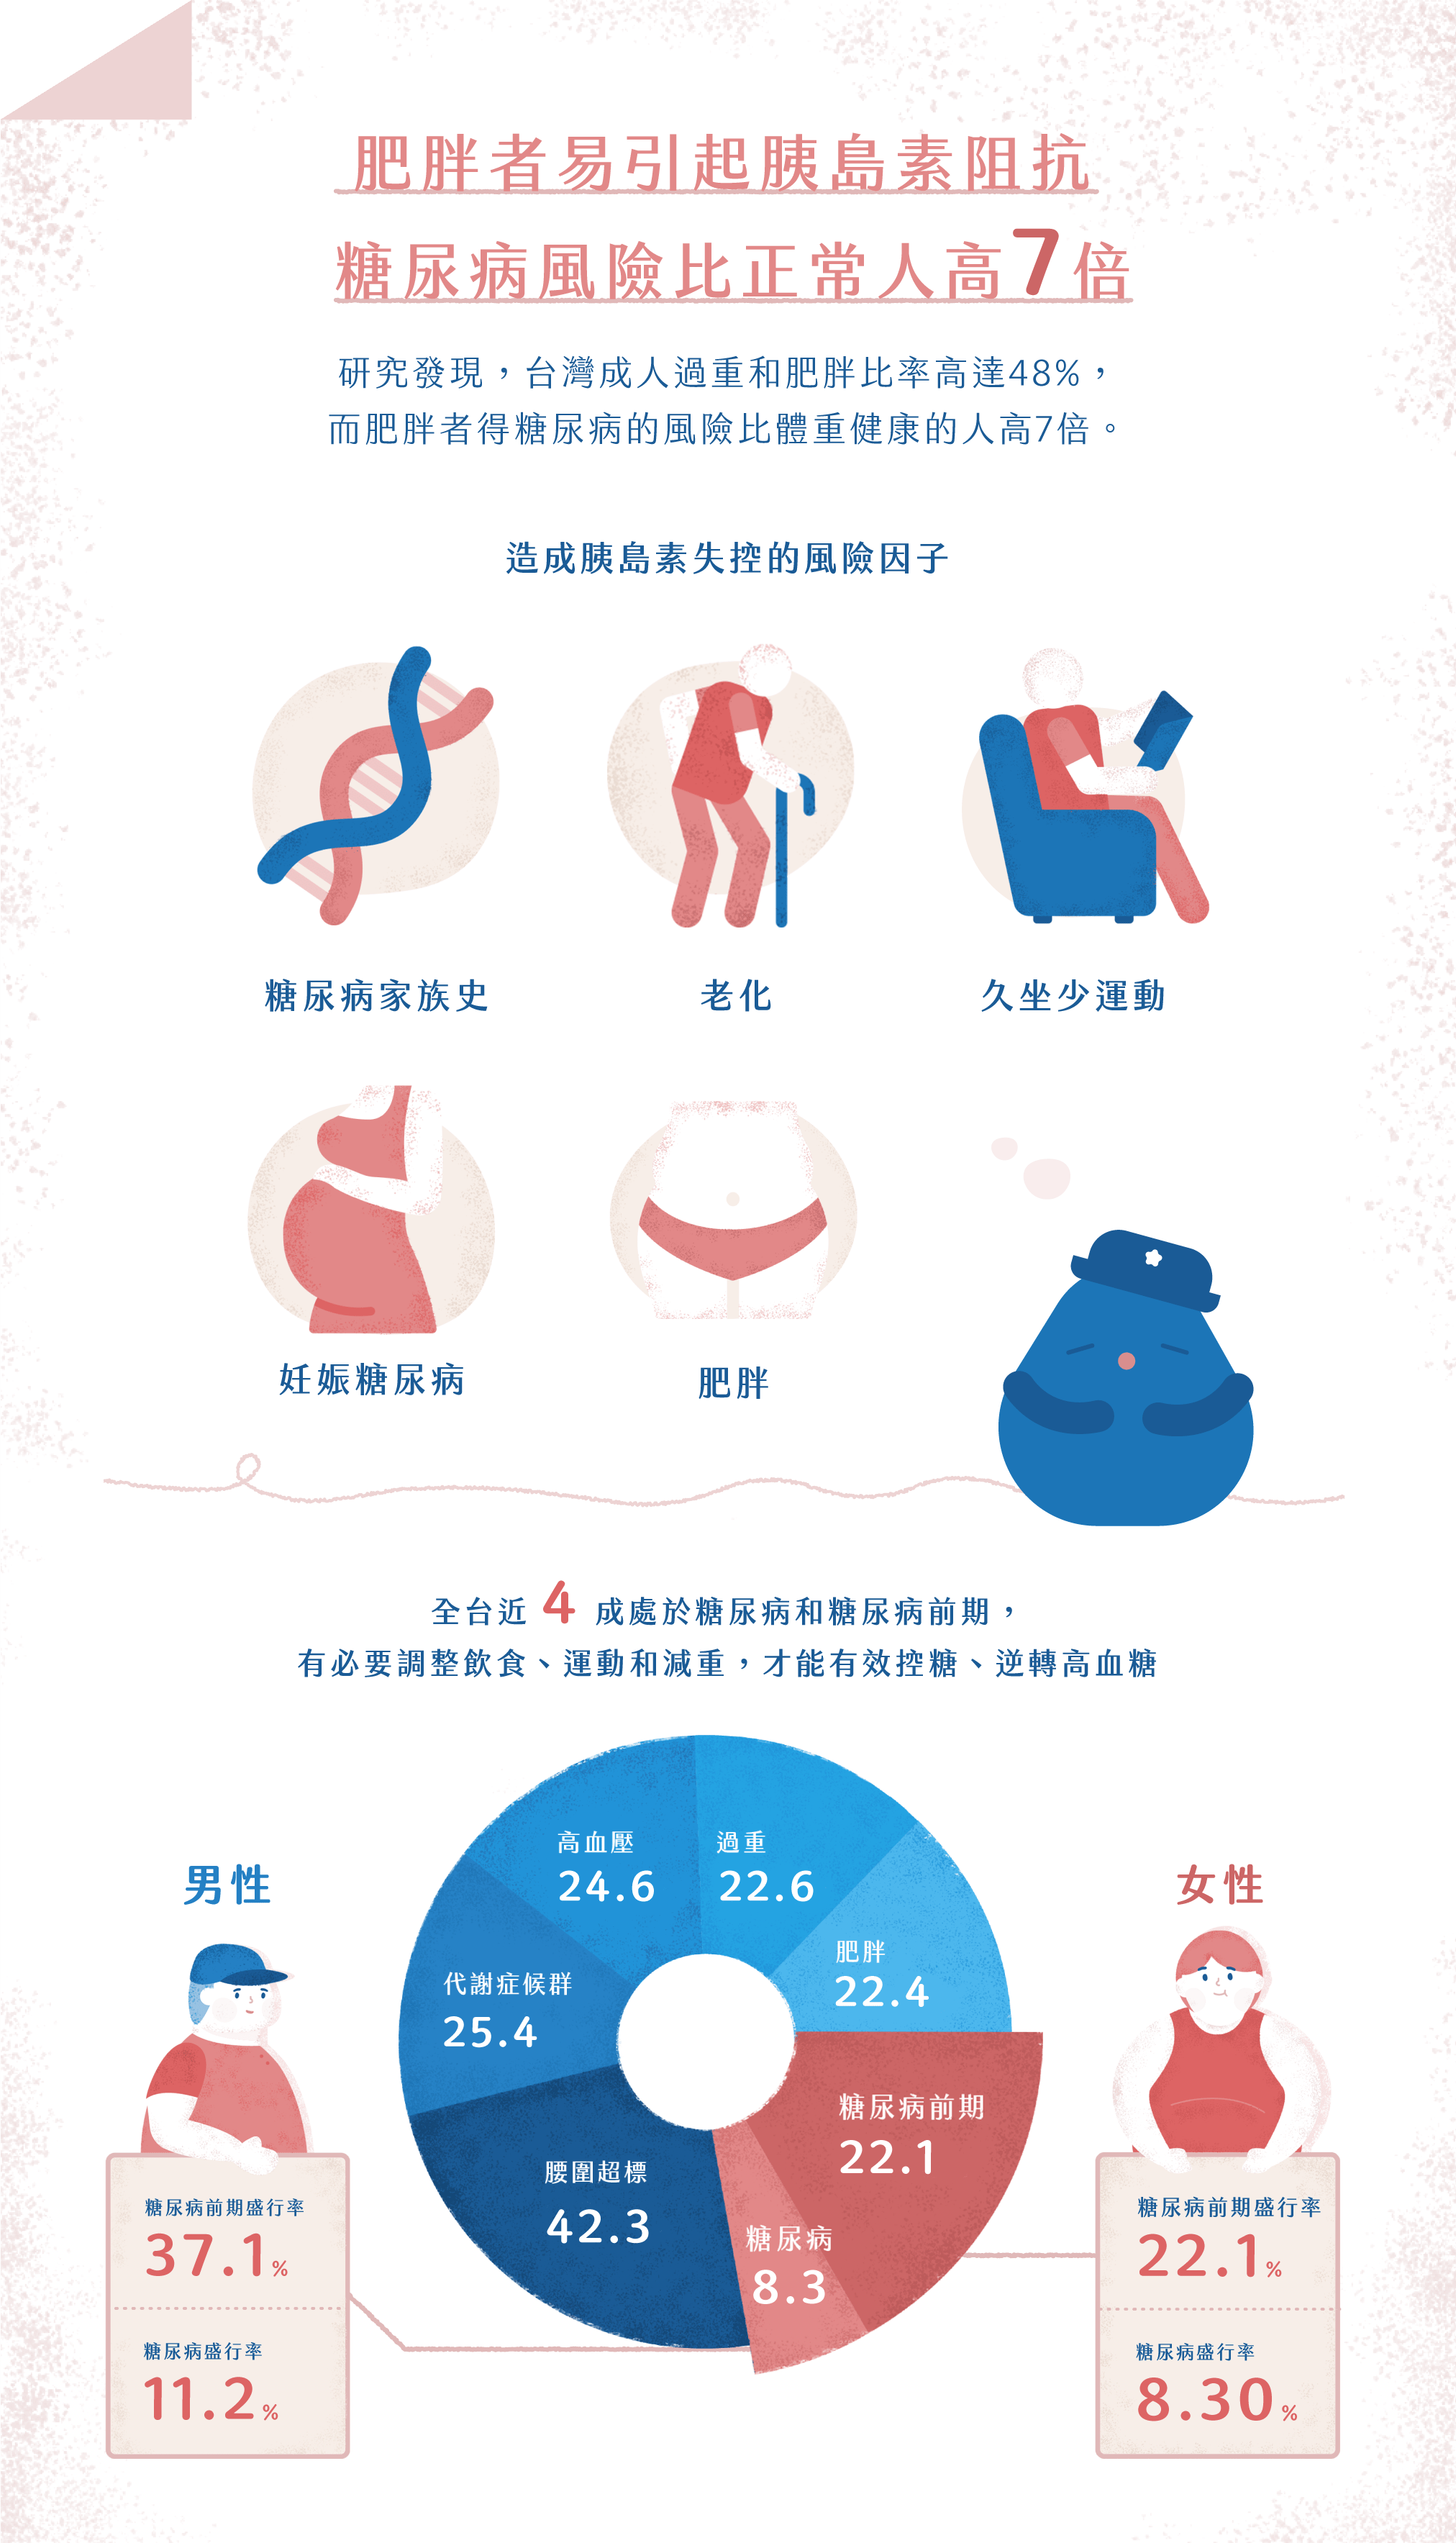 肥胖者易引起胰島素阻抗
糖尿病風險比正常人高7倍
研究發現，台灣成人過重和肥胖比率高達48%，
而肥胖者得糖尿病的風險比體重健康的人高7倍。
造成胰島素失控的風險因子
糖尿病家族史
老化
久坐少運動
妊娠糖尿病
肥胖
全台近 4 成處於糖尿病和糖尿病前期，
有必要調整飲食、運動和減重，才能有效控糖、逆轉高血糖
高血壓
24.6
過重
22.6
肥胖
22.4
代謝症候群
25.4
腰圍超標
42.3
糖尿病前期
22.1
糖尿病
8.3
男性
糖尿病前期盛行率
37.1%
糖尿病盛行率
11.2%
女性
糖尿病前期盛行率
22.1%
糖尿病盛行率
8.30%